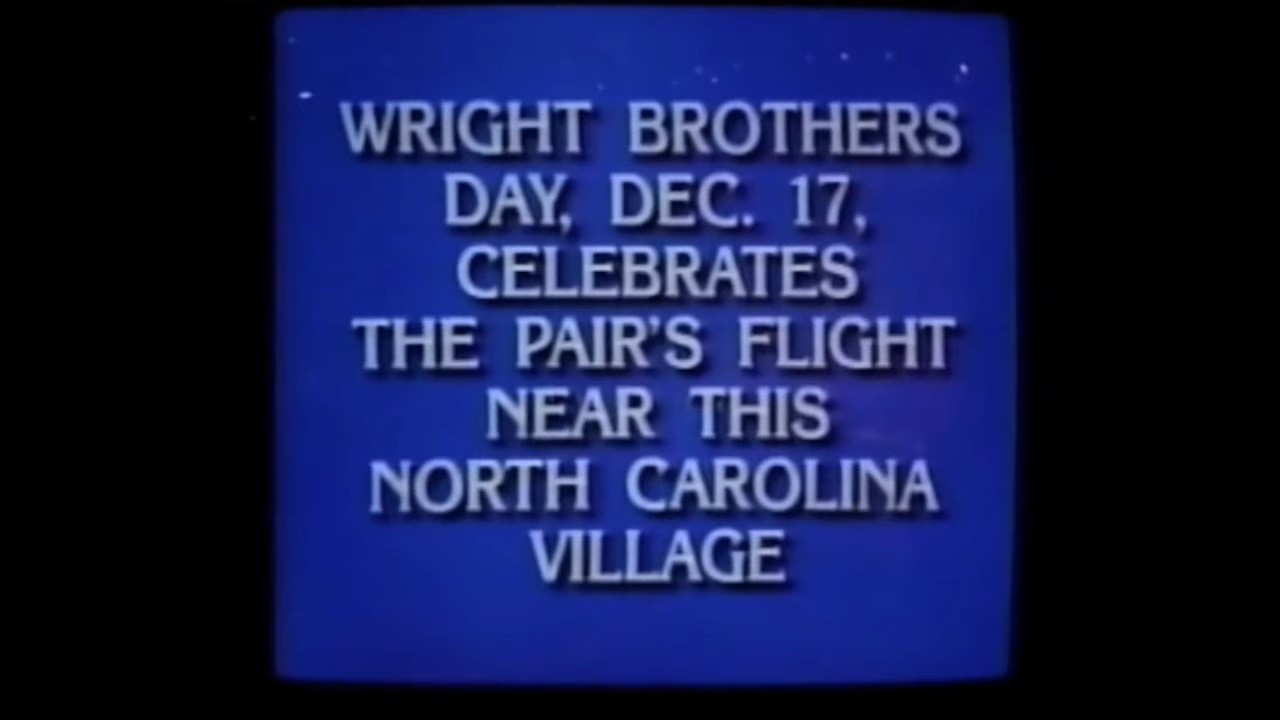 WRIGHT BROTHERS
DAY, DEC. 17,
CELEBRATES
THE PAIR'S FLIGHT
NEAR THIS
NORTH CAROLINA
VILLAGE